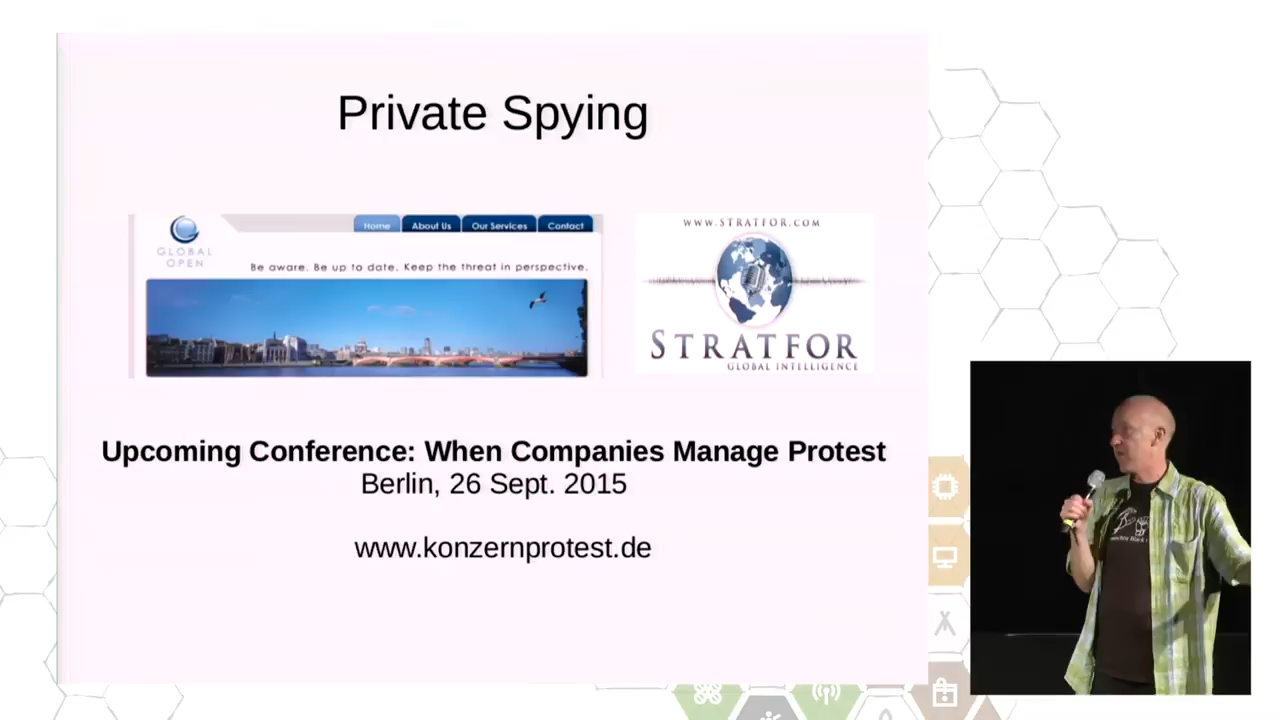 Private Spying
GLOBAL
OPEN
Home
About Us
Our Services
Contact
Be aware. Be up to date. Keep the threat in perspective.
WWW.STRATFOR.COM
STRATFOR
GLOBAL INTELLIGENCE
Upcoming Conference: When Companies Manage Protest
Berlin, 26 Sept. 2015
www.konzernprotest.de